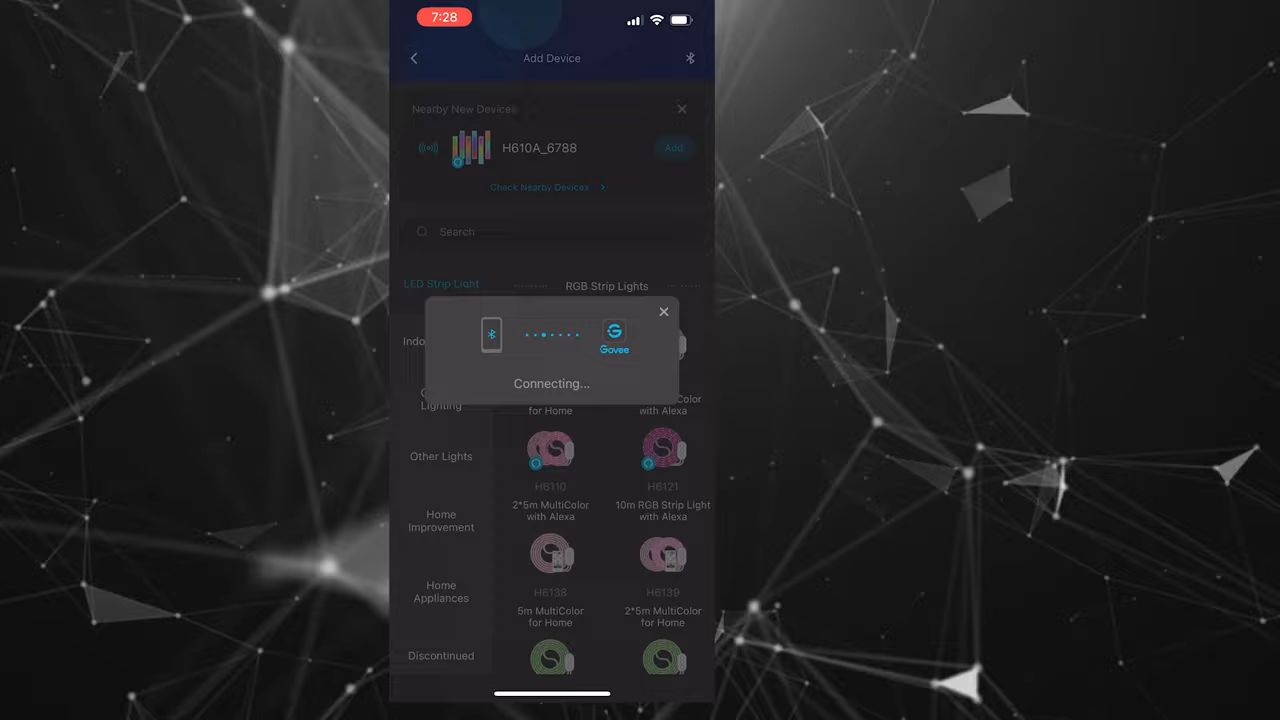 7:28
Add Device
Nearby New Devices
H610A_6788
Add
Check Nearby Devices
Search
LED Strip Light
RGB Strip Lights
Govee
Connecting...
Lighting
for Home
with Alexa
Other Lights
H6110
H6121
2*5m MultiColor
with Alexa
10m RGB Strip Light
with Alexa
Home
Improvement
H6138
H6139
Home
Appliances
5m MultiColor
for Home
2*5m MultiColor
for Home
Discontinued